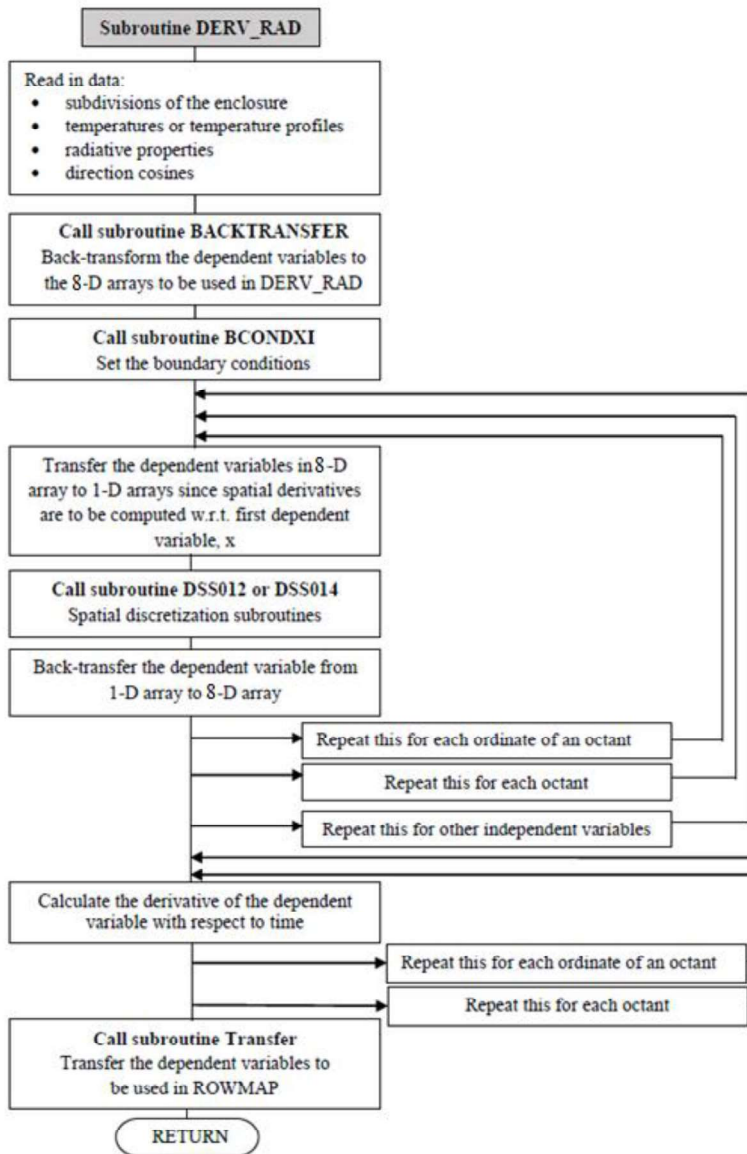 Subroutine DERV_RAD
Read in data:
• subdivisions of the enclosure
• temperatures or temperature profiles
• radiative properties
• direction cosines
Call subroutine BACKTRANSFER
Back-transform the dependent variables to
the 8-D arrays to be used in DERV_RAD
Call subroutine BCONDXI
Set the boundary conditions
Transfer the dependent variables in 8-D
array to 1-D arrays since spatial derivatives
are to be computed w.r.t. first dependent
variable, x
Call subroutine DSS012 or DSS014
Spatial discretization subroutines
Back-transfer the dependent variable from
1-D array to 8-D array
Repeat this for each ordinate of an octant
Repeat this for each octant
Repeat this for other independent variables
Calculate the derivative of the dependent
variable with respect to time
Repeat this for each ordinate of an octant
Repeat this for each octant
Call subroutine Transfer
Transfer the dependent variables to
be used in ROWMAP
RETURN